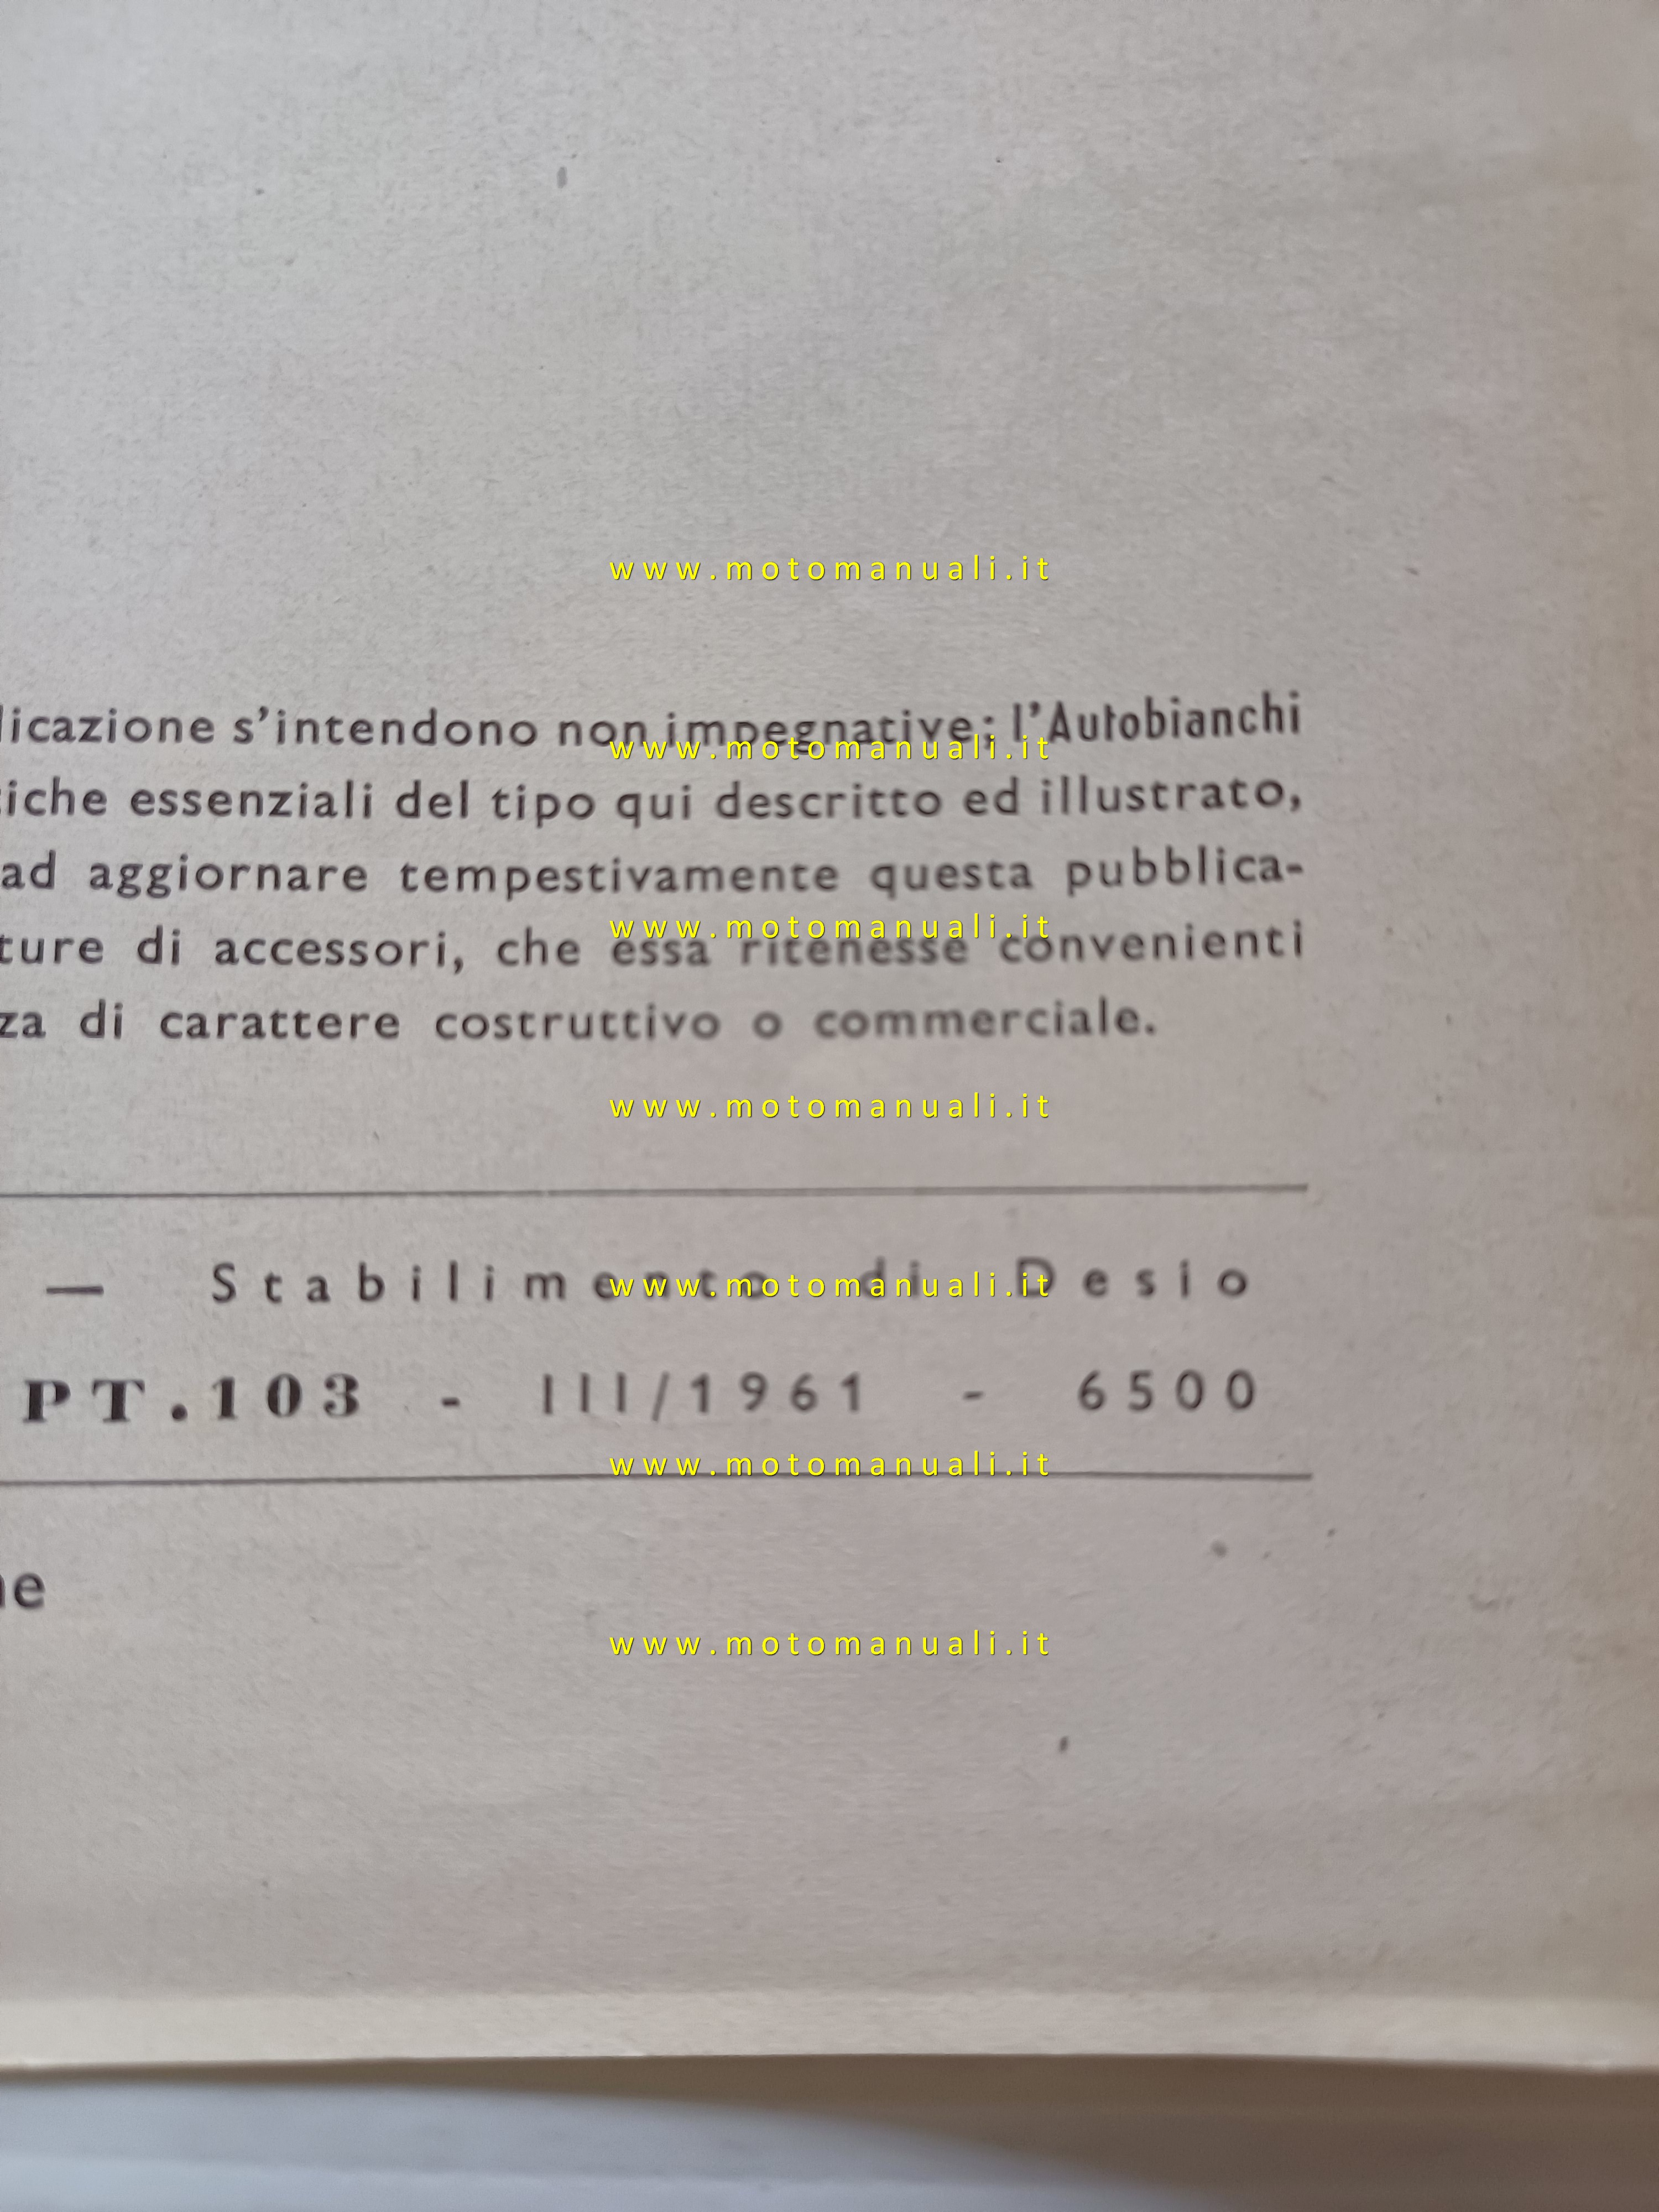 www.motomanuali.it
licazione s'intendono non impegnative: l'Autobianchi
www.motomanuali.it
tiche essenziali del tipo qui descritto ed illustrato,
ad aggiornare tempestivamente questa pubblica-
www.motomanuali.it
ture di accessori, che essa ritenesse convenienti
za di carattere costruttivo o commerciale.
www.motomanuali.it
— Stabilimento di Desio
www.motomanuali.it
PT.103 - III/1961 - 6500
www.motomanuali.it
ne
www.motomanuali.it